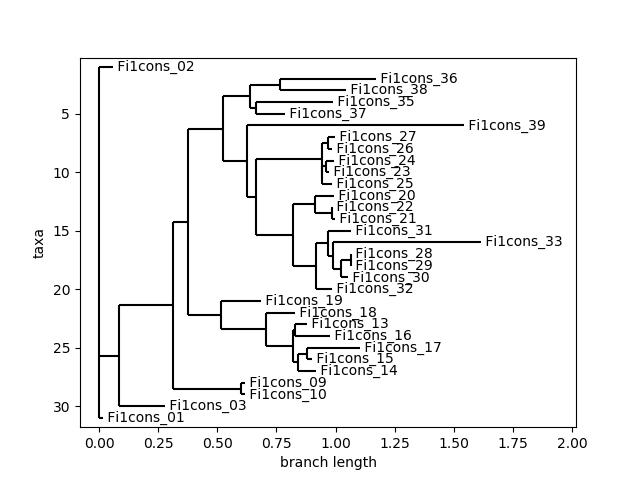 Fi1cons_02
Fi1cons_36
Fi1cons_38
Fi1cons_35
Fi1cons_37
Fi1cons_39
Fi1cons_27
Fi1cons_26
Fi1cons_24
Fi1cons_23
Fi1cons_25
Fi1cons_20
Fi1cons_22
Fi1cons_21
Fi1cons_31
Fi1cons_33
Fi1cons_28
Fi1cons_29
Fi1cons_30
Fi1cons_32
Fi1cons_19
Fi1cons_18
Fi1cons_13
Fi1cons_16
Fi1cons_17
Fi1cons_15
Fi1cons_14
Fi1cons_09
Fi1cons_10
Fi1cons_03
Fi1cons_01
5
10
15
20
25
30
taxa
0.00 0.25 0.50 0.75 1.00 1.25 1.50 1.75 2.00
branch length